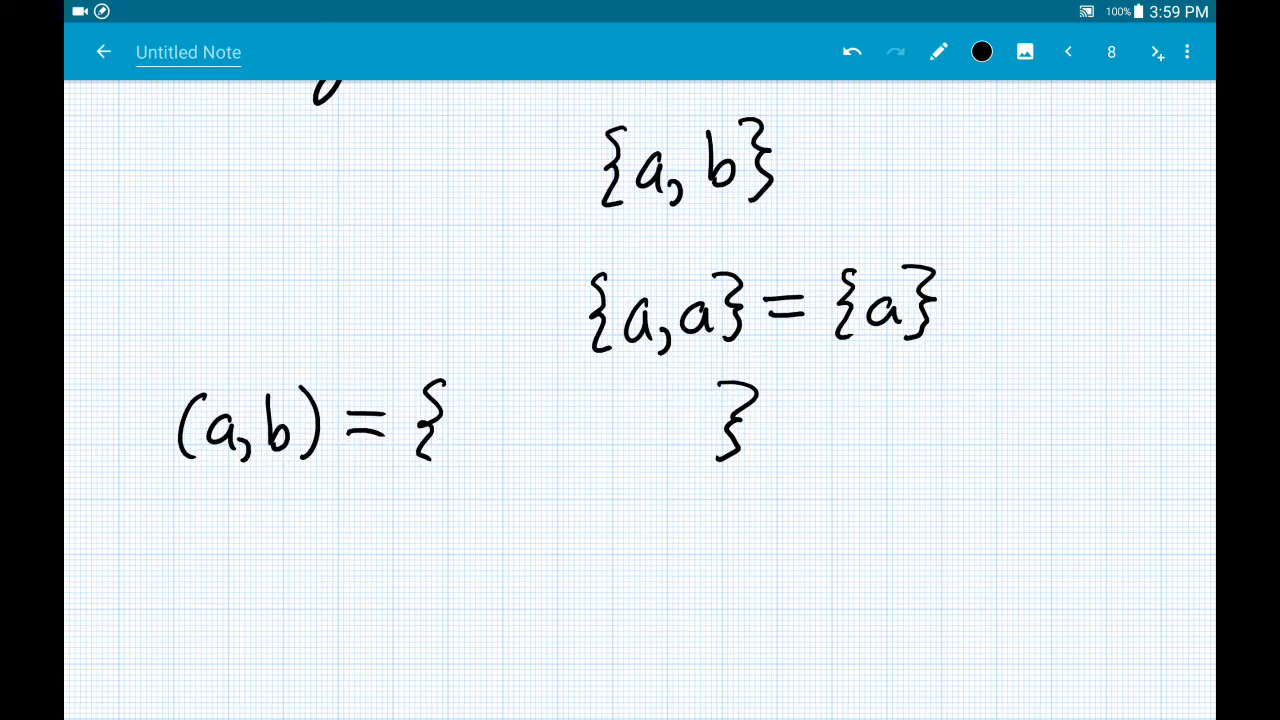 100% 3:59 PM
Untitled Note 8
{a, b}
{a, a} = {a}
(a, b) = { }